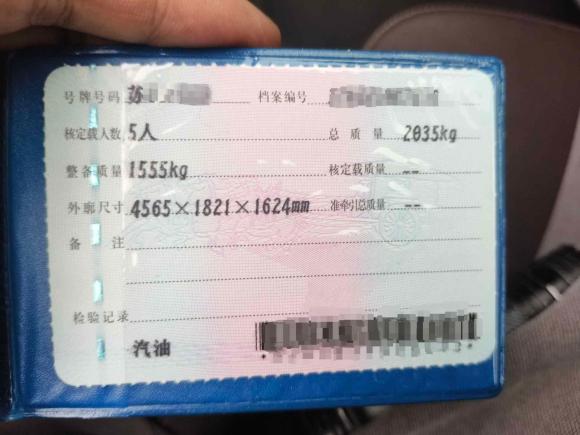 号牌号码 苏 档案编号
核定载人数 5人 总质量 2035kg
整备质量 1555kg 核定载质量 --
外廓尺寸 4565×1821×1624mm 准牵引总质量 --
备注
检验记录
汽油